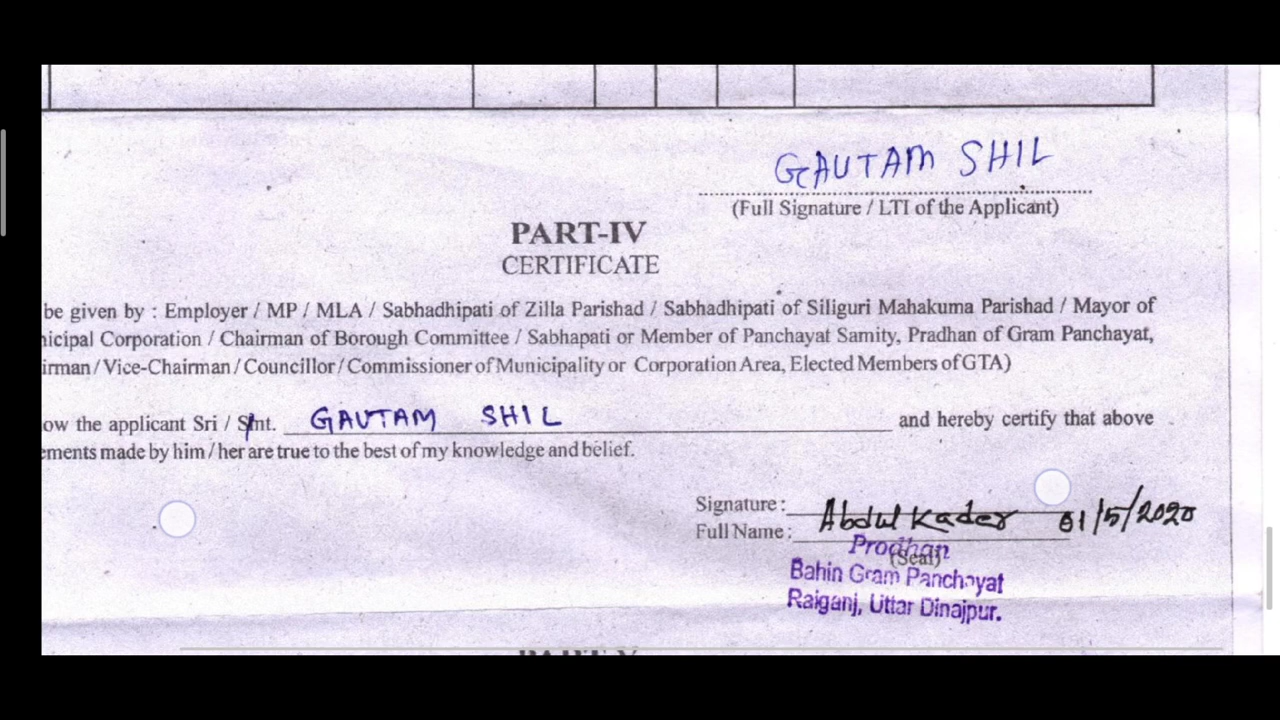 GAUTAM SHIL
(Full Signature / LTI of the Applicant)
PART-IV
CERTIFICATE
be given by : Employer / MP / MLA / Sabhadhipati of Zilla Parishad / Sabhadhipati of Siliguri Mahakuma Parishad / Mayor of
nicipal Corporation / Chairman of Borough Committee / Sabhapati or Member of Panchayat Samity, Pradhan of Gram Panchayat,
irman / Vice-Chairman / Councillor / Commissioner of Municipality or Corporation Area, Elected Members of GTA)
ow the applicant Sri / Smt. GAUTAM SHIL and hereby certify that above
ements made by him / her are true to the best of my knowledge and belief.
Signature :
Full Name : Abdul Kader 01/5/2020
(Seal)
Prodhan
Bahin Gram Panchayat
Raiganj, Uttar Dinajpur.